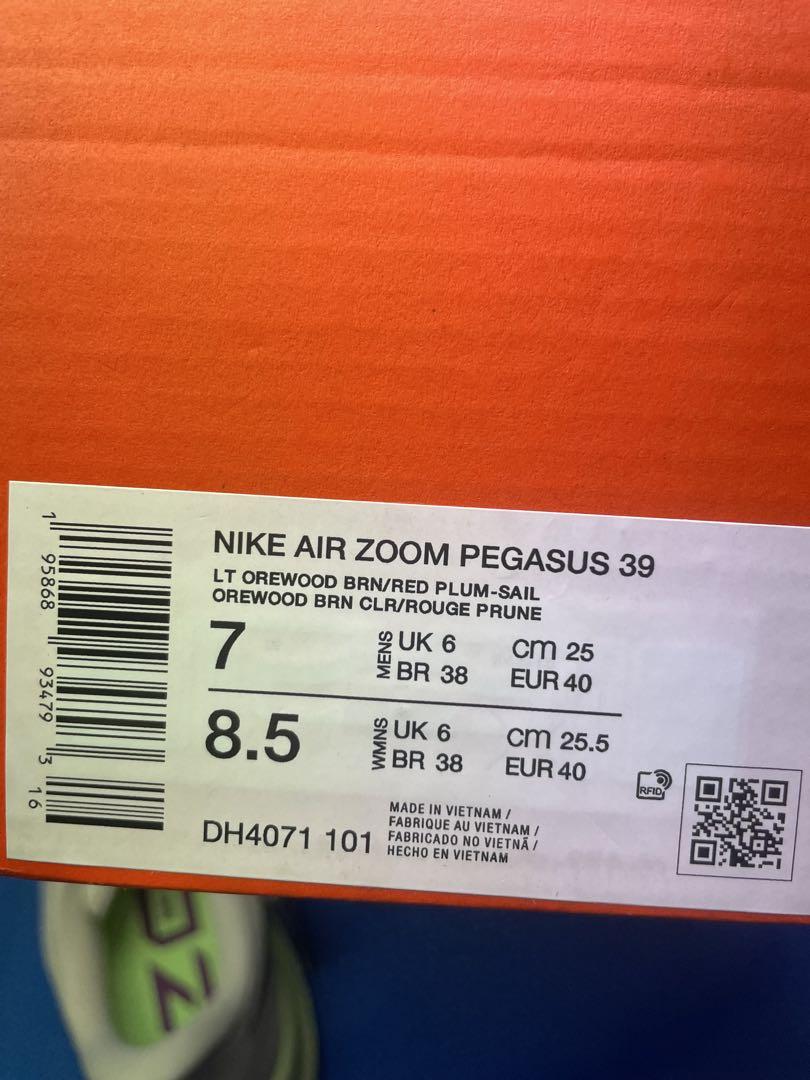 NIKE AIR ZOOM PEGASUS 39
LT OREWOOD BRN/RED PLUM-SAIL
OREWOOD BRN CLR/ROUGE PRUNE
7 MENS UK 6 cm 25
BR 38 EUR 40
8.5 WMNS UK 6 cm 25.5
BR 38 EUR 40
DH4071 101
MADE IN VIETNAM /
FABRIQUE AU VIETNAM /
FABRICADO NO VIETNÃ /
HECHO EN VIETNAM
RFID
1 95868 93479 3 16